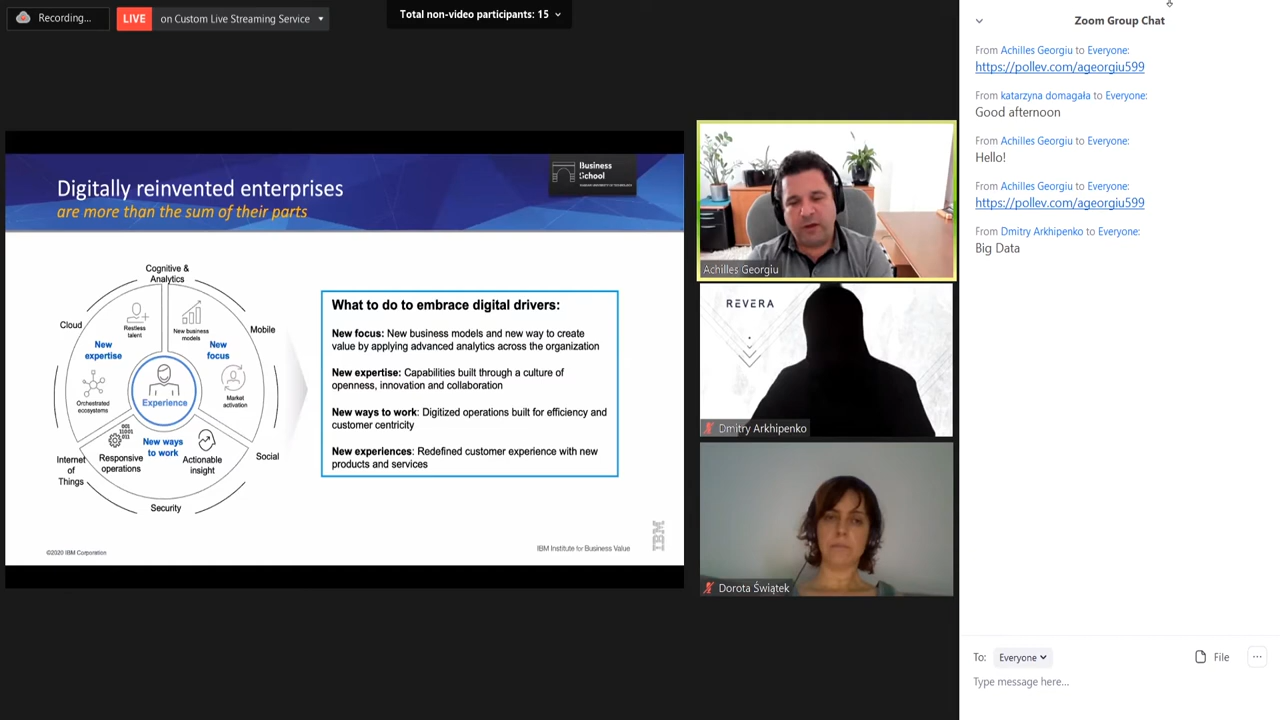 Recording...
LIVE
on Custom Live Streaming Service
Total non-video participants: 15
Digitally reinvented enterprises
are more than the sum of their parts
Business
School
Cognitive &
Analytics
Cloud
Mobile
Restless
talent
New business
models
New
expertise
New
focus
Orchestrated
ecosystems
Experience
Market
activation
001
11001
011
Responsive
operations
New ways
to work
Actionable
insight
Internet
of
Things
Social
Security
What to do to embrace digital drivers:
New focus: New business models and new way to create
value by applying advanced analytics across the organization
New expertise: Capabilities built through a culture of
openness, innovation and collaboration
New ways to work: Digitized operations built for efficiency and
customer centricity
New experiences: Redefined customer experience with new
products and services
©2020 IBM Corporation
IBM Institute for Business Value
IBM
Achilles Georgiu
REVERA
Dmitry Arkhipenko
Dorota Świątek
Zoom Group Chat
From Achilles Georgiu to Everyone:
https://pollev.com/ageorgiu599
From katarzyna domagała to Everyone:
Good afternoon
From Achilles Georgiu to Everyone:
Hello!
From Achilles Georgiu to Everyone:
https://pollev.com/ageorgiu599
From Dmitry Arkhipenko to Everyone:
Big Data
To: Everyone
File
Type message here...